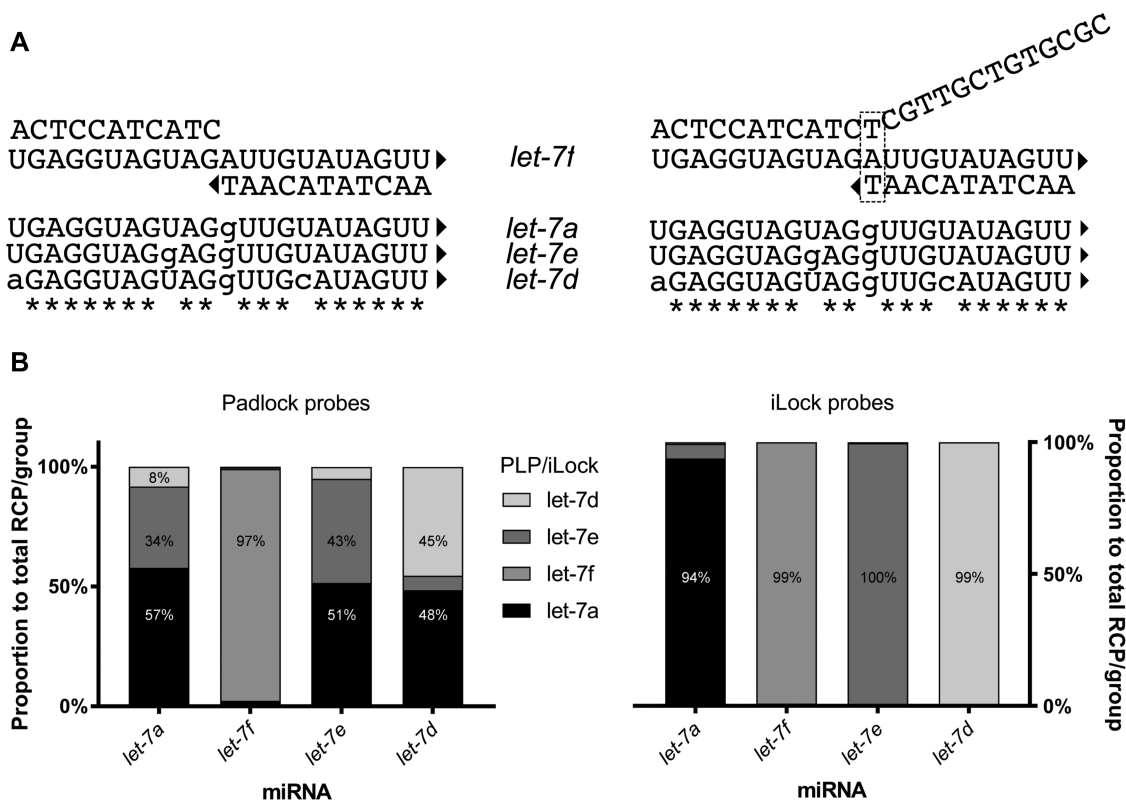 A
ACTCCATCATC
UGAGGUAGUAGAUUGUAUAGUU
TAACATATCAA
UGAGGUAGUAGgUUGUAUAGUU
UGAGGUAGgAGgUUGUAUAGUU
aGAGGUAGUAGgUUGcAUAGUU
******* ** *** ******
let-7f
let-7a
let-7e
let-7d
ACTCCATCATCTCGTTGCTGTGCGC
UGAGGUAGUAGAUUGUAUAGUU
TAACATATCAA
UGAGGUAGUAGgUUGUAUAGUU
UGAGGUAGgAGgUUGUAUAGUU
aGAGGUAGUAGgUUGcAUAGUU
******* ** *** ******
B
Padlock probes
Proportion to total RCP/group
100%
50%
0%
8%
34%
57%
97%
43%
51%
45%
48%
let-7a
let-7f
let-7e
let-7d
miRNA
PLP/iLock
let-7d
let-7e
let-7f
let-7a
iLock probes
94%
99%
100%
99%
100%
50%
0%
Proportion to total RCP/group
let-7a
let-7f
let-7e
let-7d
miRNA